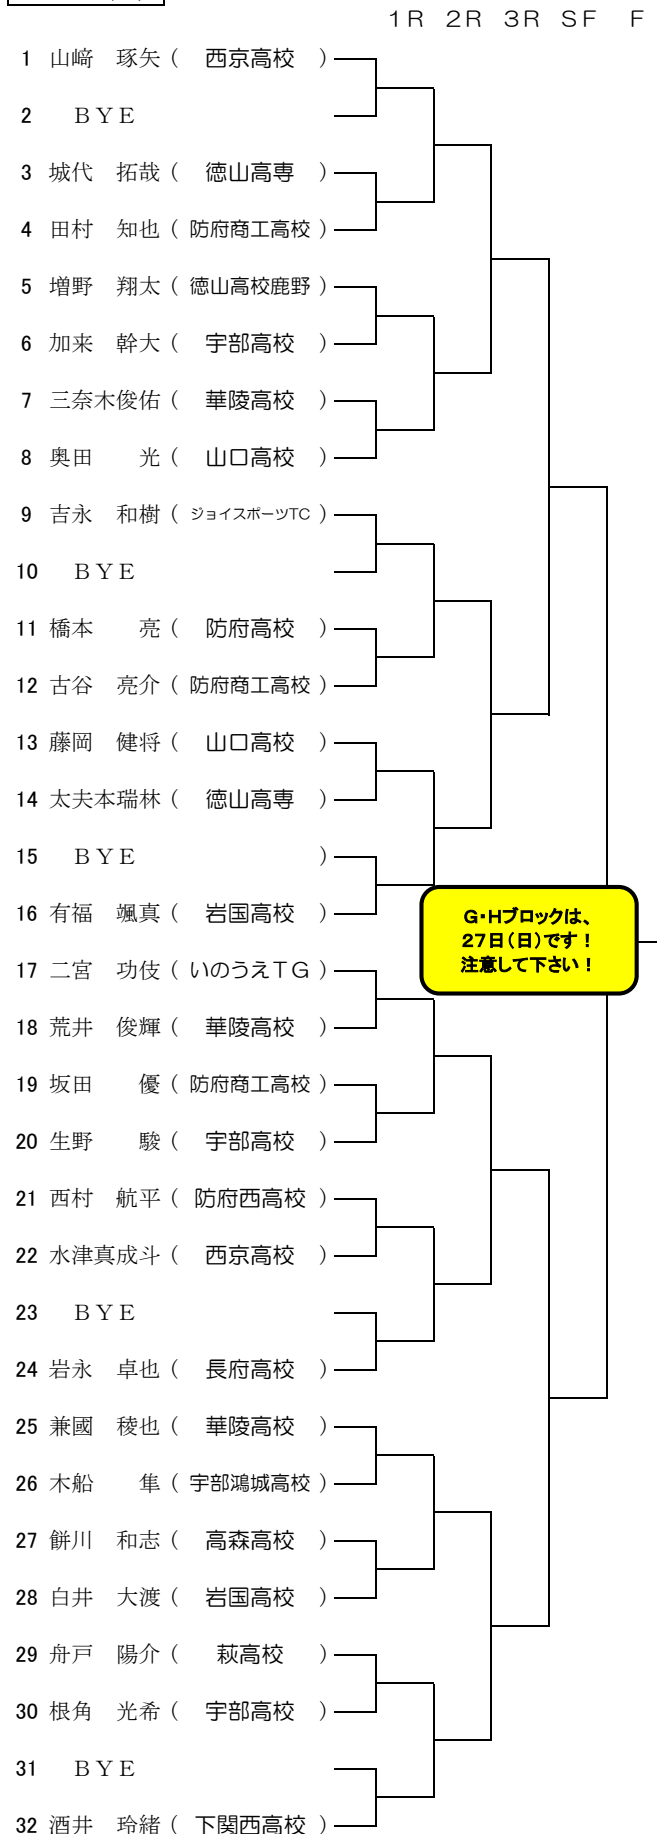 １Ｒ ２Ｒ ３Ｒ ＳＦ Ｆ
1 山﨑 琢矢（ 西京高校 ）
2 ＢＹＥ
3 城代 拓哉（ 徳山高専 ）
4 田村 知也（ 防府商工高校 ）
5 増野 翔太（ 徳山高校鹿野 ）
6 加来 幹大（ 宇部高校 ）
7 三奈木俊佑（ 華陵高校 ）
8 奥田 光（ 山口高校 ）
9 吉永 和樹（ ジョイスポーツTC ）
10 ＢＹＥ
11 橋本 亮（ 防府高校 ）
12 古谷 亮介（ 防府商工高校 ）
13 藤岡 健将（ 山口高校 ）
14 太夫本瑞林（ 徳山高専 ）
15 ＢＹＥ ）
16 有福 颯真（ 岩国高校 ）
G・Hブロックは、
27日（日）です！
注意して下さい！
17 二宮 功伎（ いのうえＴＧ ）
18 荒井 俊輝（ 華陵高校 ）
19 坂田 優（ 防府商工高校 ）
20 生野 駿（ 宇部高校 ）
21 西村 航平（ 防府西高校 ）
22 水津真成斗（ 西京高校 ）
23 ＢＹＥ
24 岩永 卓也（ 長府高校 ）
25 兼國 稜也（ 華陵高校 ）
26 木船 隼（ 宇部鴻城高校 ）
27 餅川 和志（ 高森高校 ）
28 白井 大渡（ 岩国高校 ）
29 舟戸 陽介（ 萩高校 ）
30 根角 光希（ 宇部高校 ）
31 ＢＹＥ
32 酒井 玲緒（ 下関西高校 ）